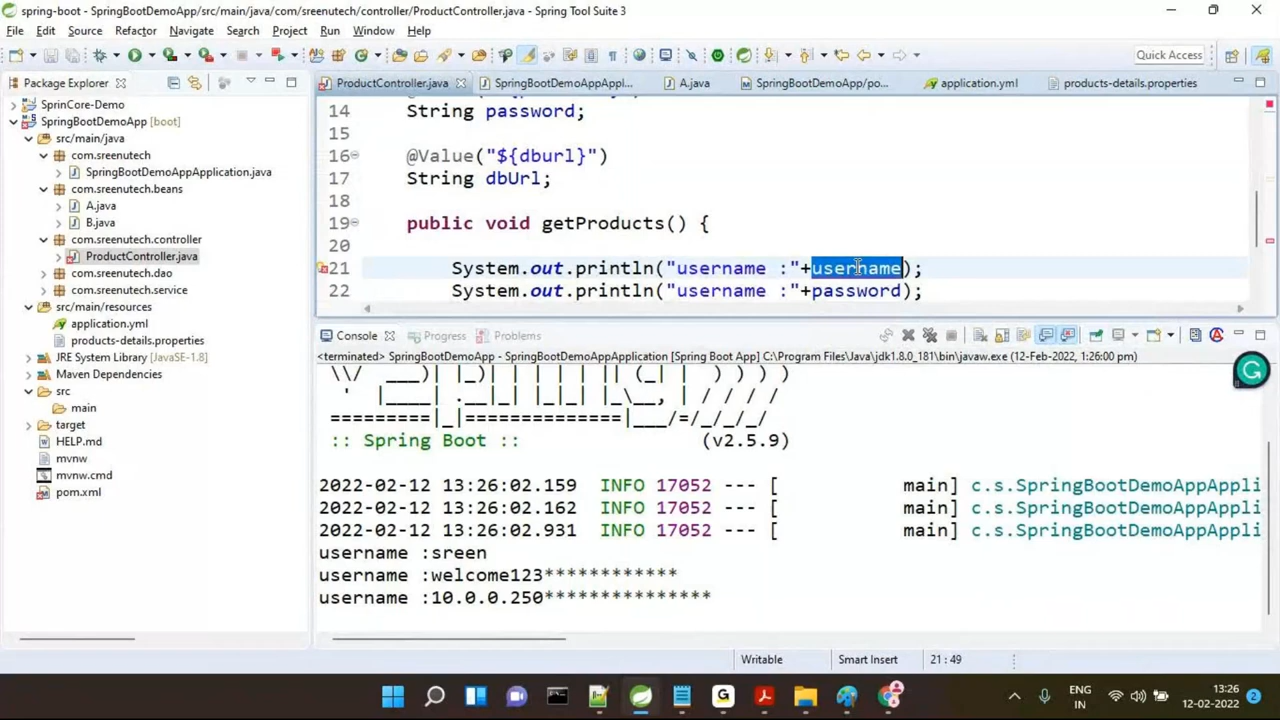 spring-boot - SpringBootDemoApp/src/main/java/com/sreenutech/controller/ProductController.java - Spring Tool Suite 3
File Edit Source Refactor Navigate Search Project Run Window Help
Quick Access
Package Explorer
SprinCore-Demo
SpringBootDemoApp [boot]
src/main/java
com.sreenutech
SpringBootDemoAppApplication.java
com.sreenutech.beans
A.java
B.java
com.sreenutech.controller
ProductController.java
com.sreenutech.dao
com.sreenutech.service
src/main/resources
application.yml
products-details.properties
JRE System Library [JavaSE-1.8]
Maven Dependencies
src
main
target
HELP.md
mvnw
mvnw.cmd
pom.xml
ProductController.java SpringBootDemoAppAppl... A.java SpringBootDemoApp/po... application.yml products-details.properties
14 String password;
15
16 @Value("${dburl}")
17 String dbUrl;
18
19 public void getProducts() {
20
21 System.out.println("username :"+username);
22 System.out.println("username :"+password);
Console Progress Problems
<terminated> SpringBootDemoApp - SpringBootDemoAppApplication [Spring Boot App] C:\Program Files\Java\jdk1.8.0_181\bin\javaw.exe (12-Feb-2022, 1:26:00 pm)
\\/ ___)| |_)| | | | | || (_| | ) ) ) )
' |____| .__|_| |_|_| |_\__, | / / / /
=========|_|==============|___/=/_/_/_/
:: Spring Boot :: (v2.5.9)
2022-02-12 13:26:02.159 INFO 17052 --- [ main] c.s.SpringBootDemoAppAppli
2022-02-12 13:26:02.162 INFO 17052 --- [ main] c.s.SpringBootDemoAppAppli
2022-02-12 13:26:02.931 INFO 17052 --- [ main] c.s.SpringBootDemoAppAppli
username :sreen
username :welcome123************
username :10.0.0.250***************
Writable Smart Insert 21 : 49
ENG
IN
13:26
12-02-2022
2